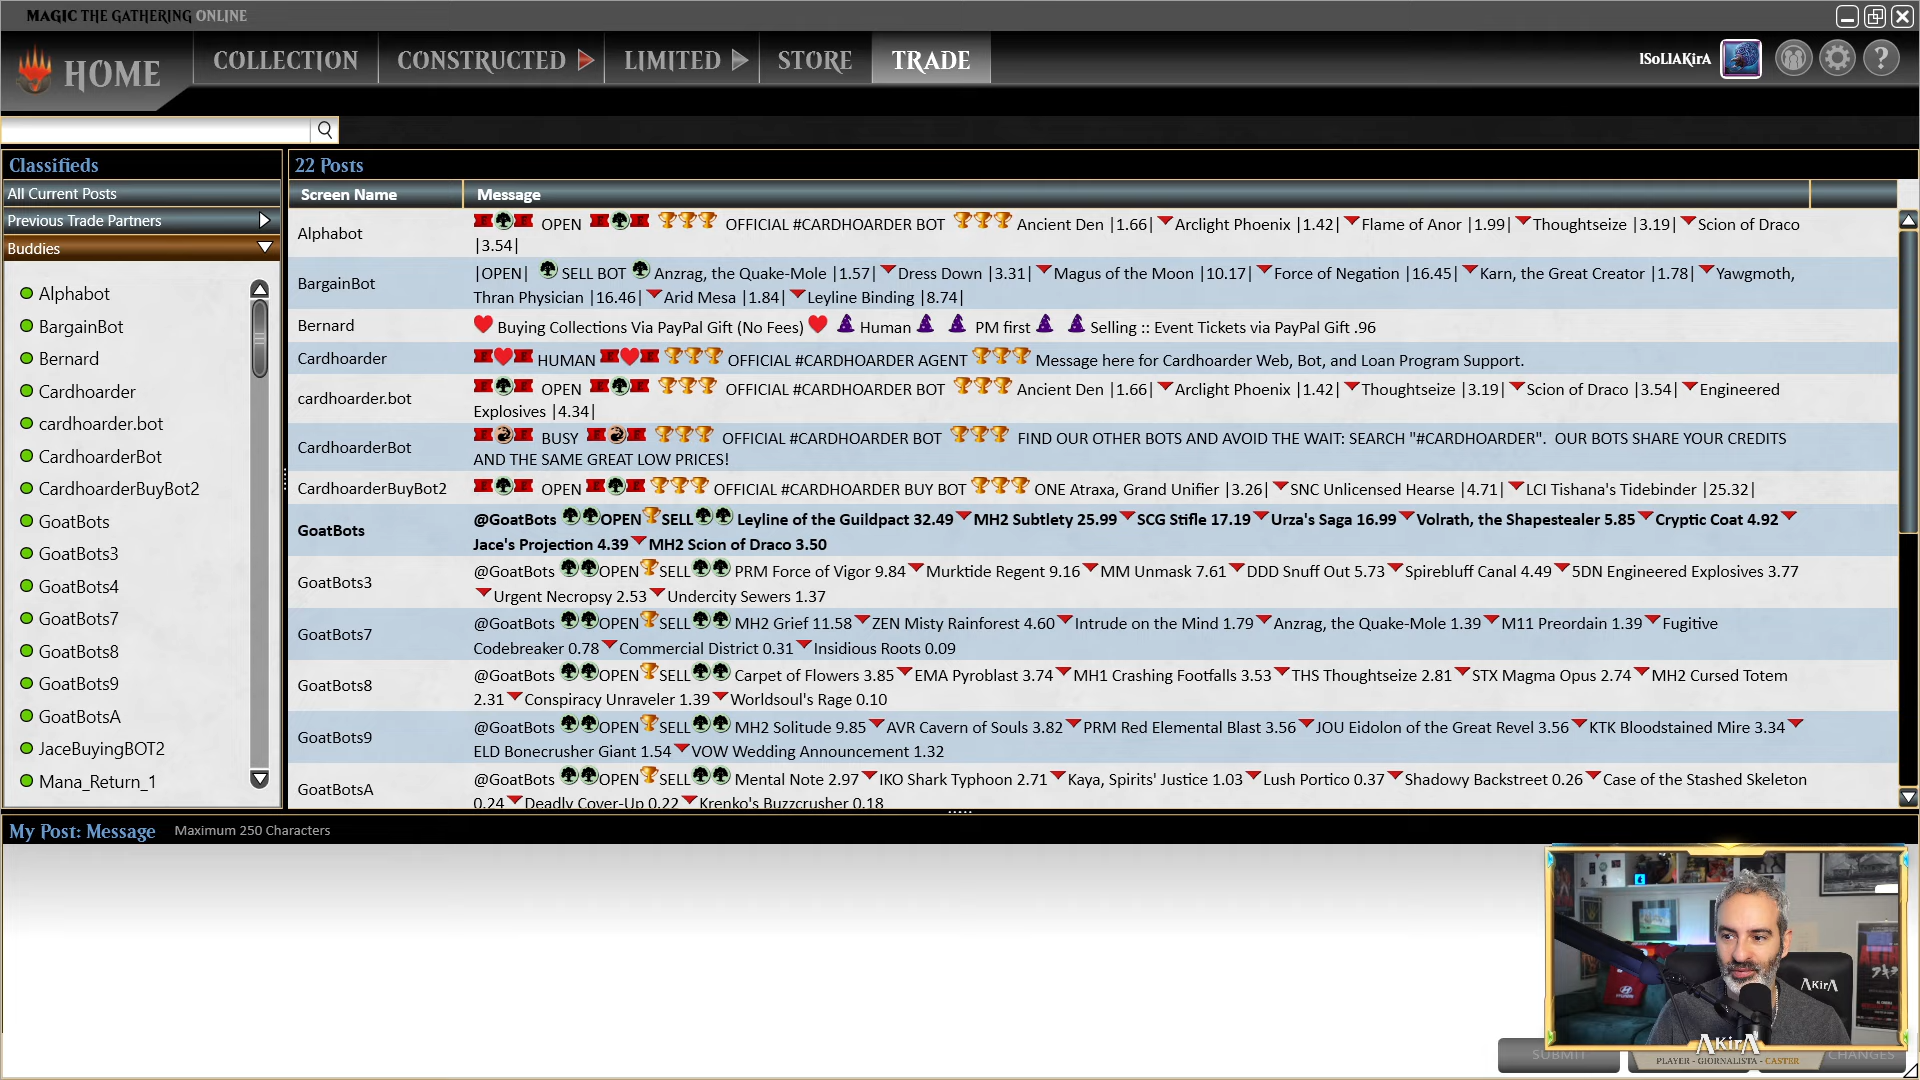 MAGIC THE GATHERING ONLINE
HOME
COLLECTION
CONSTRUCTED
LIMITED
STORE
TRADE
ISoLIAKirA
?
Classifieds
All Current Posts
Previous Trade Partners
Buddies
Alphabot
BargainBot
Bernard
Cardhoarder
cardhoarder.bot
CardhoarderBot
CardhoarderBuyBot2
GoatBots
GoatBots3
GoatBots4
GoatBots7
GoatBots8
GoatBots9
GoatBotsA
JaceBuyingBOT2
Mana_Return_1
22 Posts
Screen Name Message
Alphabot
E E OPEN E E OFFICIAL #CARDHOARDER BOT Ancient Den |1.66| Arclight Phoenix |1.42| Flame of Anor |1.99| Thoughtseize |3.19| Scion of Draco
|3.54|
BargainBot
|OPEN| SELL BOT Anzrag, the Quake-Mole |1.57| Dress Down |3.31| Magus of the Moon |10.17| Force of Negation |16.45| Karn, the Great Creator |1.78| Yawgmoth,
Thran Physician |16.46| Arid Mesa |1.84| Leyline Binding |8.74|
Bernard
Buying Collections Via PayPal Gift (No Fees) Human PM first Selling :: Event Tickets via PayPal Gift .96
Cardhoarder
E E HUMAN E E OFFICIAL #CARDHOARDER AGENT Message here for Cardhoarder Web, Bot, and Loan Program Support.
cardhoarder.bot
E E OPEN E E OFFICIAL #CARDHOARDER BOT Ancient Den |1.66| Arclight Phoenix |1.42| Thoughtseize |3.19| Scion of Draco |3.54| Engineered
Explosives |4.34|
CardhoarderBot
E E BUSY E E OFFICIAL #CARDHOARDER BOT FIND OUR OTHER BOTS AND AVOID THE WAIT: SEARCH "#CARDHOARDER". OUR BOTS SHARE YOUR CREDITS
AND THE SAME GREAT LOW PRICES!
CardhoarderBuyBot2
E E OPEN E E OFFICIAL #CARDHOARDER BUY BOT ONE Atraxa, Grand Unifier |3.26| SNC Unlicensed Hearse |4.71| LCI Tishana's Tidebinder |25.32|
GoatBots
@GoatBots OPEN SELL Leyline of the Guildpact 32.49 MH2 Subtlety 25.99 SCG Stifle 17.19 Urza's Saga 16.99 Volrath, the Shapestealer 5.85 Cryptic Coat 4.92
Jace's Projection 4.39 MH2 Scion of Draco 3.50
GoatBots3
@GoatBots OPEN SELL PRM Force of Vigor 9.84 Murktide Regent 9.16 MM Unmask 7.61 DDD Snuff Out 5.73 Spirebluff Canal 4.49 5DN Engineered Explosives 3.77
Urgent Necropsy 2.53 Undercity Sewers 1.37
GoatBots7
@GoatBots OPEN SELL MH2 Grief 11.58 ZEN Misty Rainforest 4.60 Intrude on the Mind 1.79 Anzrag, the Quake-Mole 1.39 M11 Preordain 1.39 Fugitive
Codebreaker 0.78 Commercial District 0.31 Insidious Roots 0.09
GoatBots8
@GoatBots OPEN SELL Carpet of Flowers 3.85 EMA Pyroblast 3.74 MH1 Crashing Footfalls 3.53 THS Thoughtseize 2.81 STX Magma Opus 2.74 MH2 Cursed Totem
2.31 Conspiracy Unraveler 1.39 Worldsoul's Rage 0.10
GoatBots9
@GoatBots OPEN SELL MH2 Solitude 9.85 AVR Cavern of Souls 3.82 PRM Red Elemental Blast 3.56 JOU Eidolon of the Great Revel 3.56 KTK Bloodstained Mire 3.34
ELD Bonecrusher Giant 1.54 VOW Wedding Announcement 1.32
GoatBotsA
@GoatBots OPEN SELL Mental Note 2.97 IKO Shark Typhoon 2.71 Kaya, Spirits' Justice 1.03 Lush Portico 0.37 Shadowy Backstreet 0.26 Case of the Stashed Skeleton
0.24 Deadly Cover-Up 0.22 Krenko's Buzzcrusher 0.18
My Post: Message Maximum 250 Characters
HYUNDAI
AKirA
AKirA
PLAYER - GIORNALISTA - CASTER
SUBMIT
CHANGES